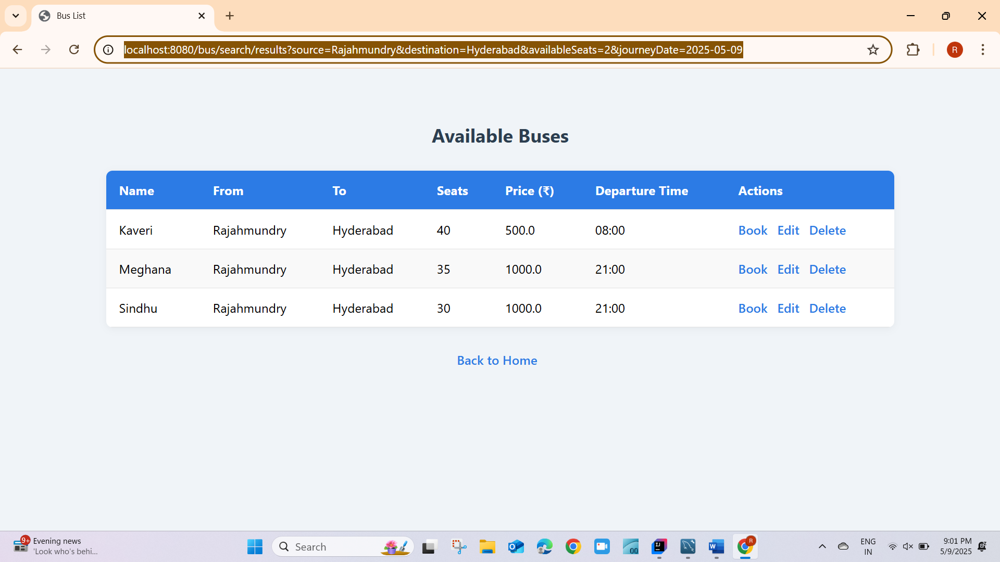 Bus List
localhost:8080/bus/search/results?source=Rajahmundry&destination=Hyderabad&availableSeats=2&journeyDate=2025-05-09
R
Available Buses
Name From To Seats Price (₹) Departure Time Actions
Kaveri Rajahmundry Hyderabad 40 500.0 08:00 Book Edit Delete
Meghana Rajahmundry Hyderabad 35 1000.0 21:00 Book Edit Delete
Sindhu Rajahmundry Hyderabad 30 1000.0 21:00 Book Edit Delete
Back to Home
9+ Evening news
'Look who's behi...
Search
ENG
IN
9:01 PM
5/9/2025